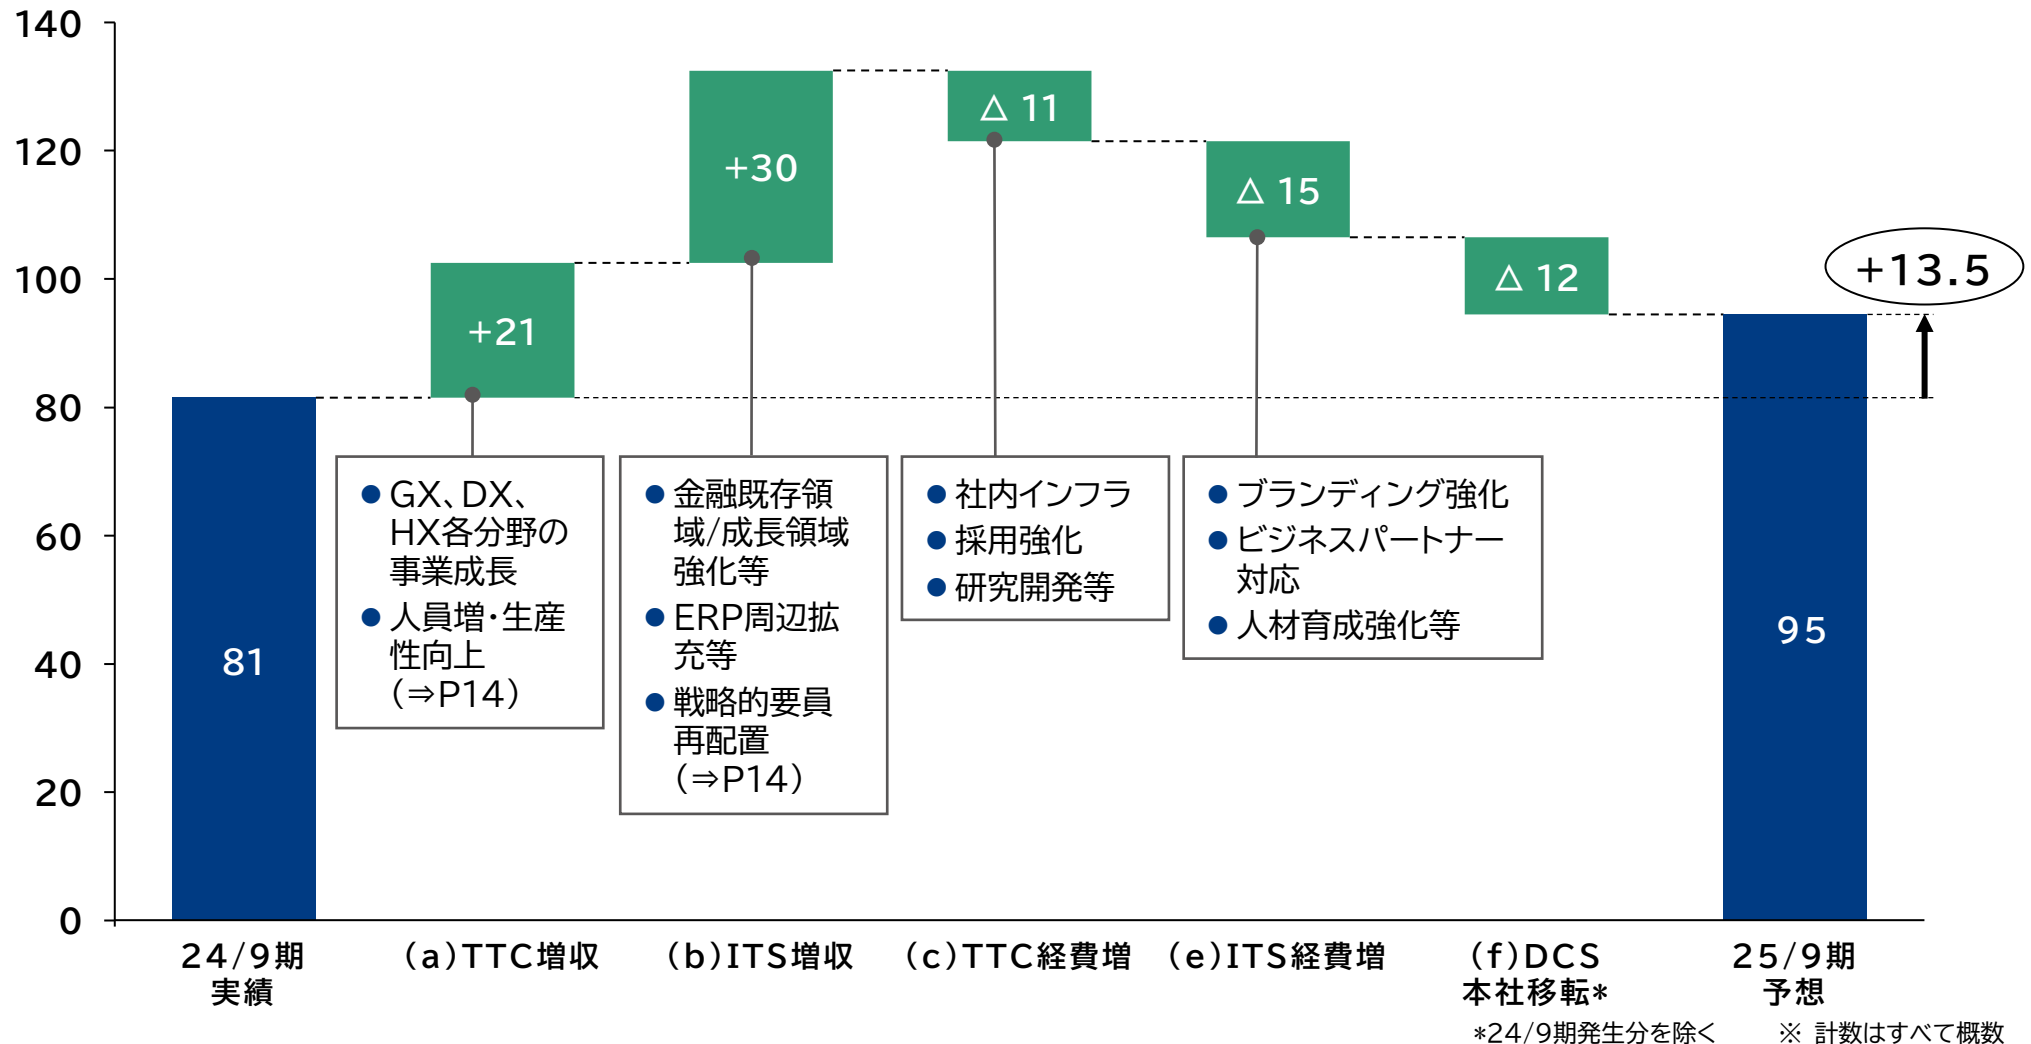 140
120
100
80
60
40
20
0
81
+21
+30
△ 11
△ 15
△ 12
95
+13.5
● GX、DX、
HX各分野の
事業成長
● 人員増・生産
性向上
(⇒P14)
● 金融既存領
域/成長領域
強化等
● ERP周辺拡
充等
● 戦略的要員
再配置
(⇒P14)
● 社内インフラ
● 採用強化
● 研究開発等
● ブランディング強化
● ビジネスパートナー
対応
● 人材育成強化等
24/9期
実績
(a)TTC増収
(b)ITS増収
(c)TTC経費増
(e)ITS経費増
(f)DCS
本社移転*
25/9期
予想
*24/9期発生分を除く
※ 計数はすべて概数